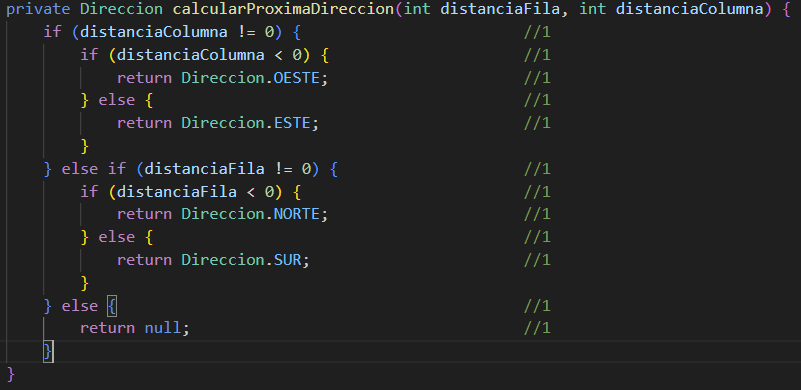 private Direccion calcularProximaDireccion(int distanciaFila, int distanciaColumna) {
    if (distanciaColumna != 0) {                         //1
        if (distanciaColumna < 0) {                      //1
            return Direccion.OESTE;                      //1
        } else {                                         //1
            return Direccion.ESTE;                       //1
        }
    } else if (distanciaFila != 0) {                     //1
        if (distanciaFila < 0) {                         //1
            return Direccion.NORTE;                      //1
        } else {                                         //1
            return Direccion.SUR;                        //1
        }
    } else {                                             //1
        return null;                                     //1
    }
}